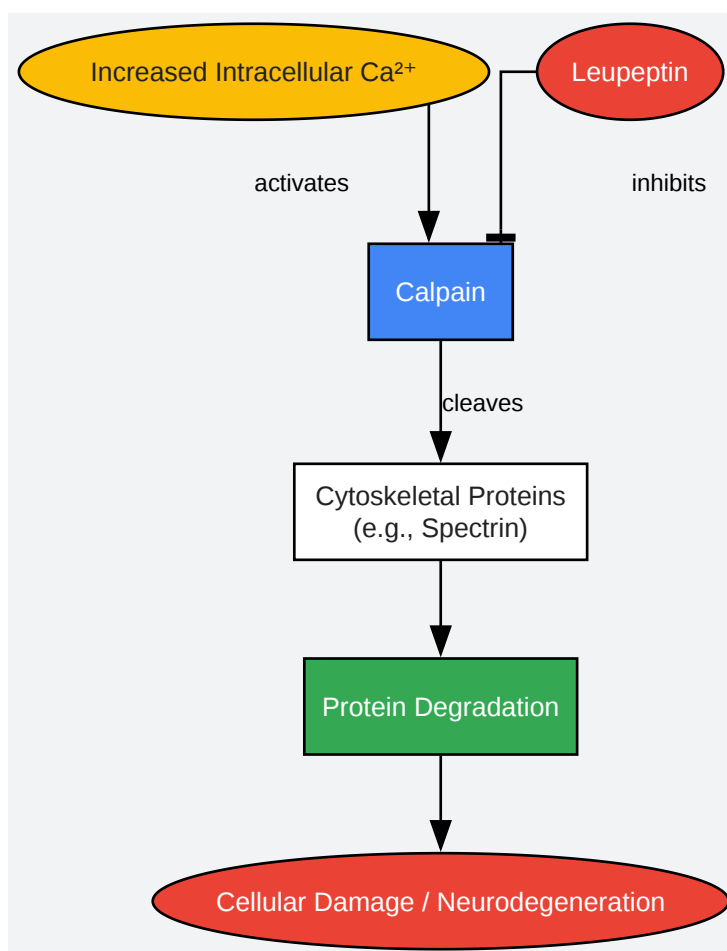 Increased Intracellular Ca²⁺
Leupeptin
activates
inhibits
Calpain
cleaves
Cytoskeletal Proteins
(e.g., Spectrin)
Protein Degradation
Cellular Damage / Neurodegeneration